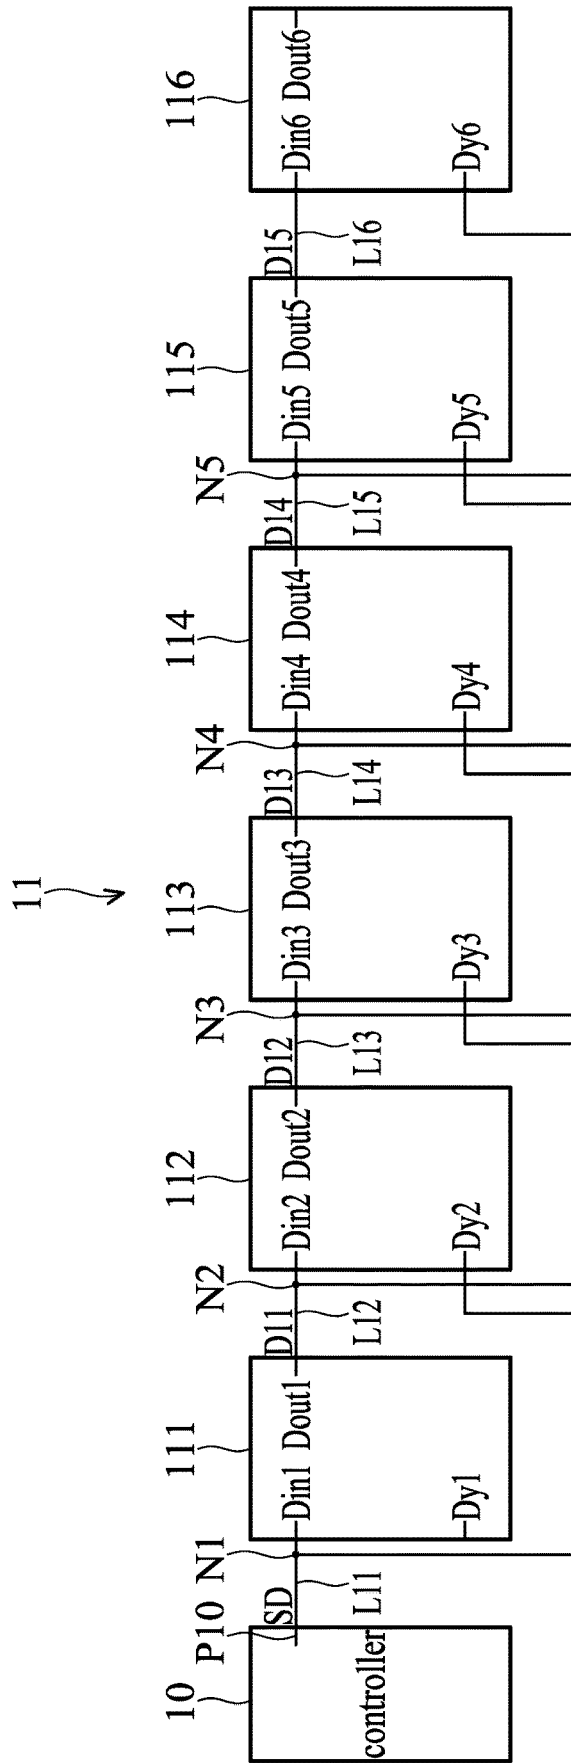 11
10
P10
N1
111
N2
112
N3
113
N4
114
N5
115
116
SD
D11
D12
D13
D14
D15
Din1 Dout1
Din2 Dout2
Din3 Dout3
Din4 Dout4
Din5 Dout5
Din6 Dout6
L11
L12
L13
L14
L15
L16
controller
Dy1
Dy2
Dy3
Dy4
Dy5
Dy6